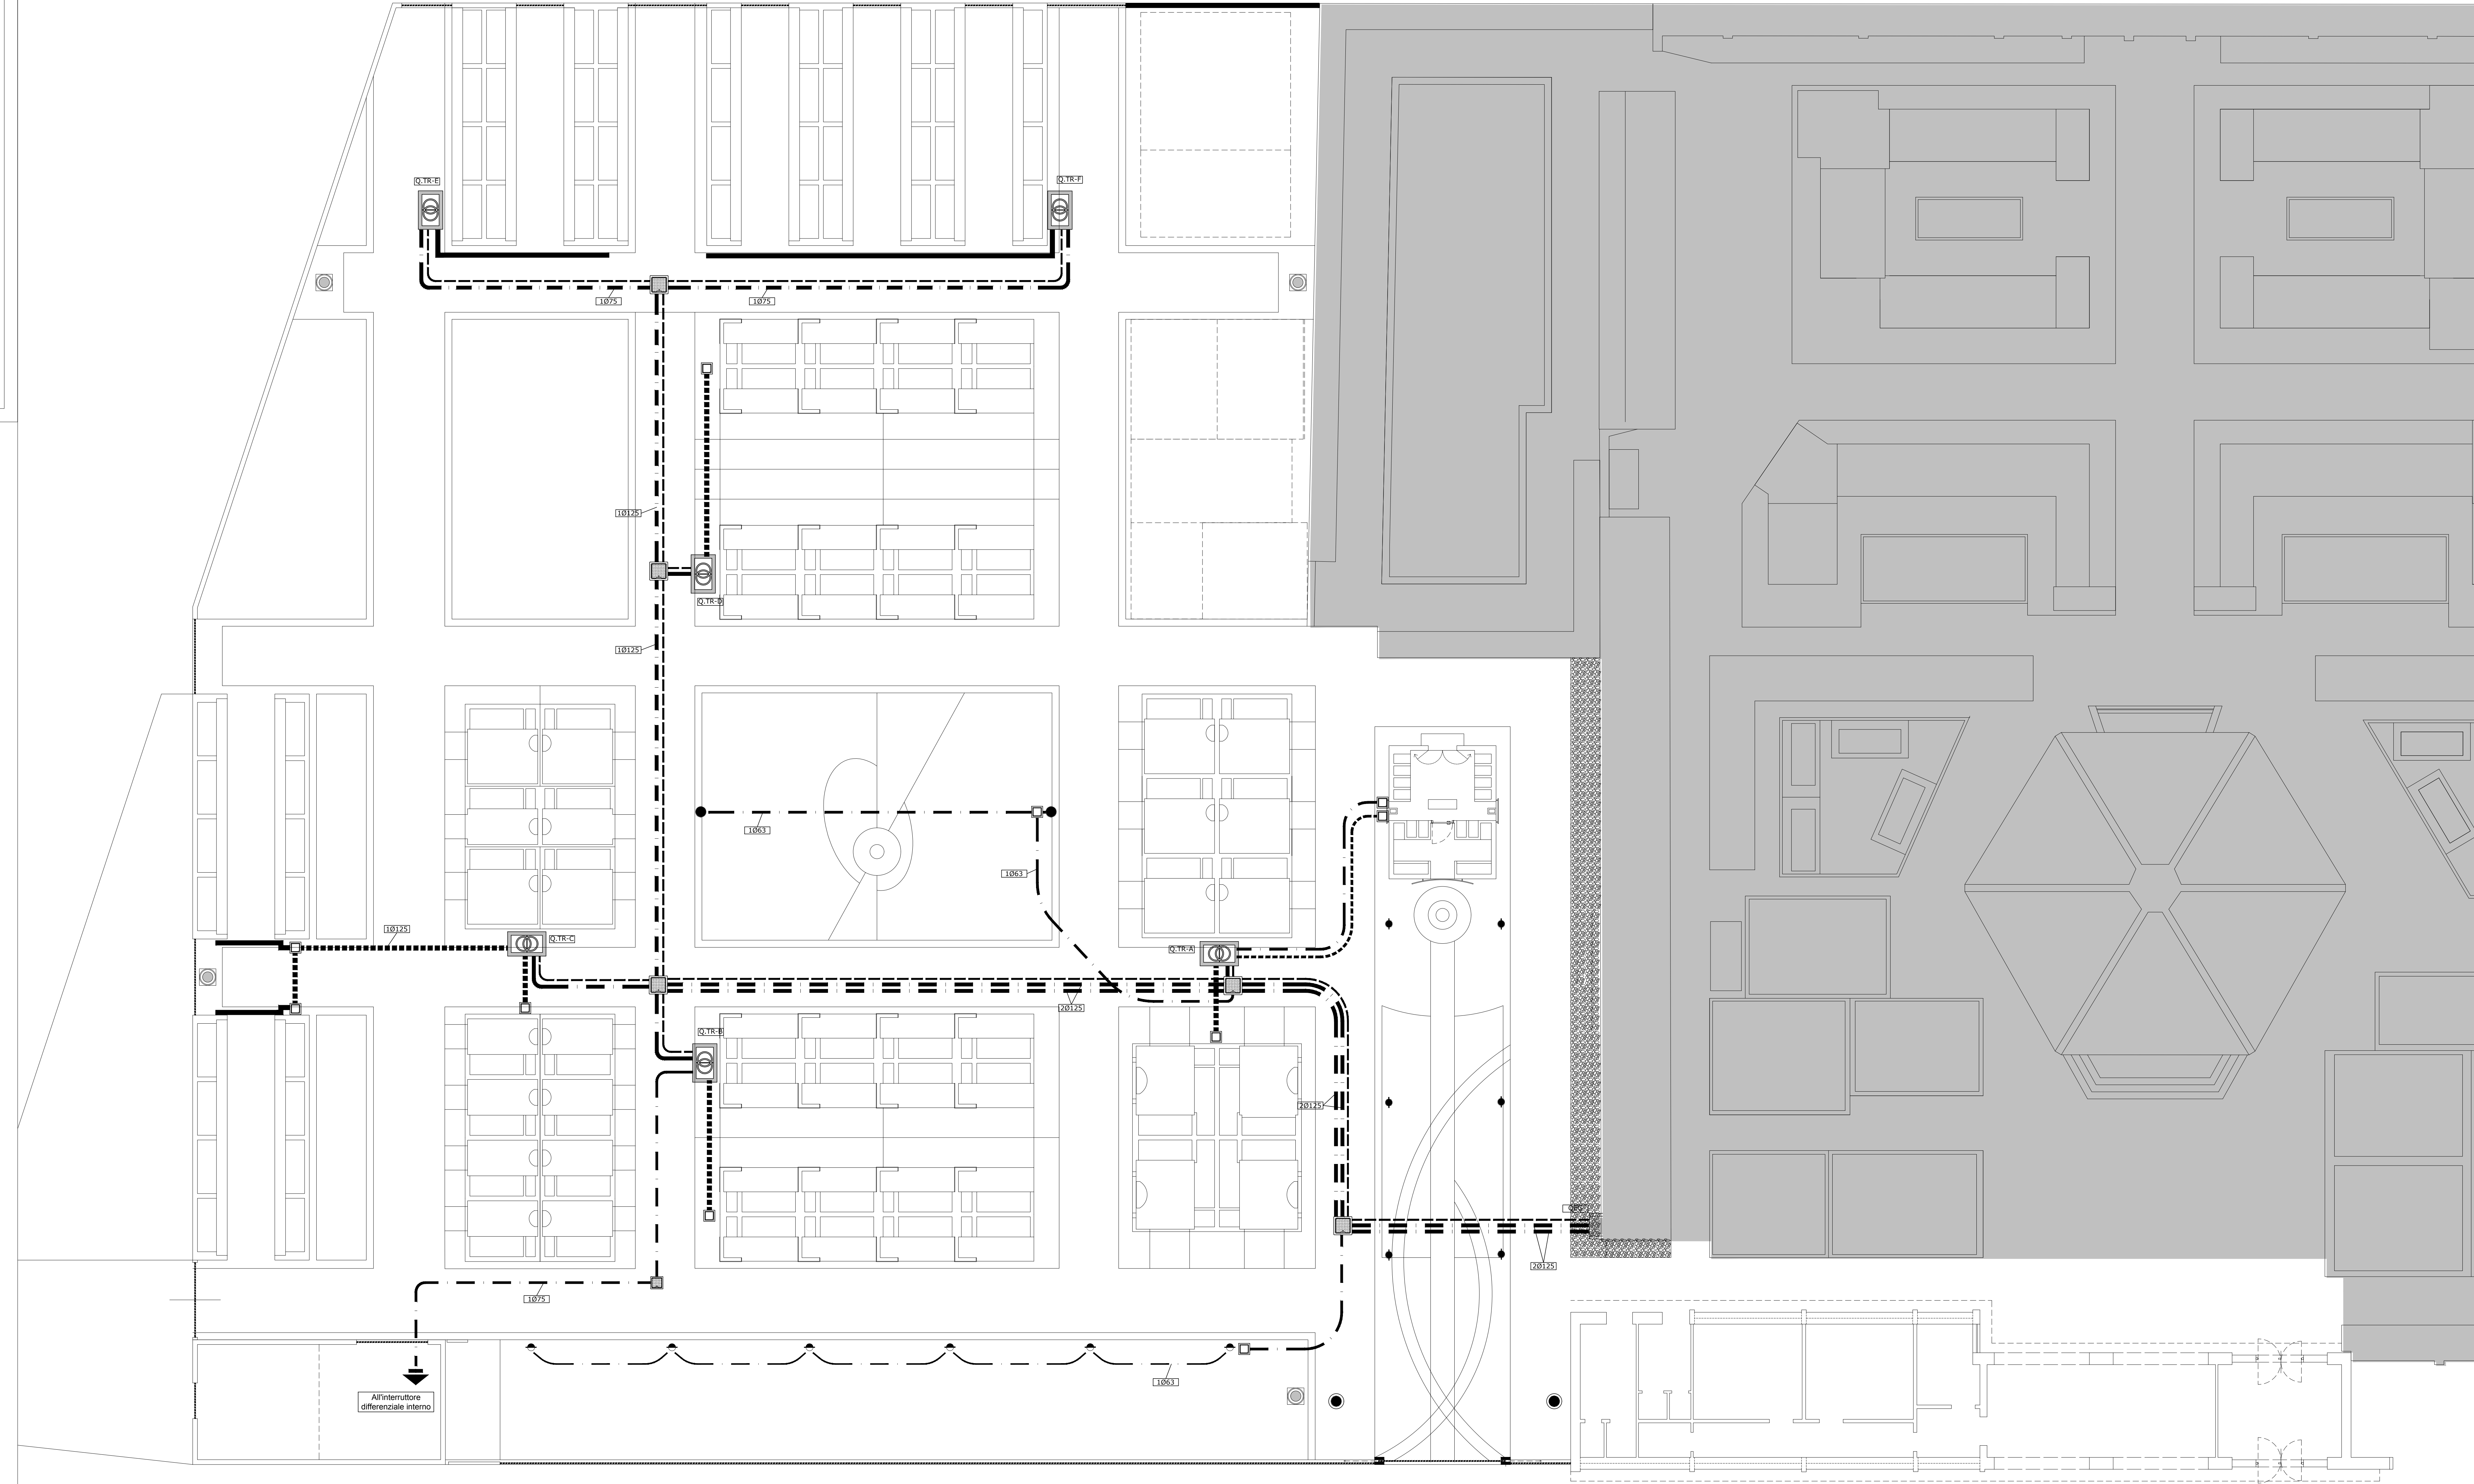 Q.TR-E
Q.TR-F
1Ø75
1Ø75
1Ø125
Q.TR-D
1Ø125
1Ø63
1Ø63
1Ø125
Q.TR-C
Q.TR-A
2Ø125
Q.TR-B
2Ø125
2Ø125
1Ø75
1Ø63
All'interruttore
differenziale interno